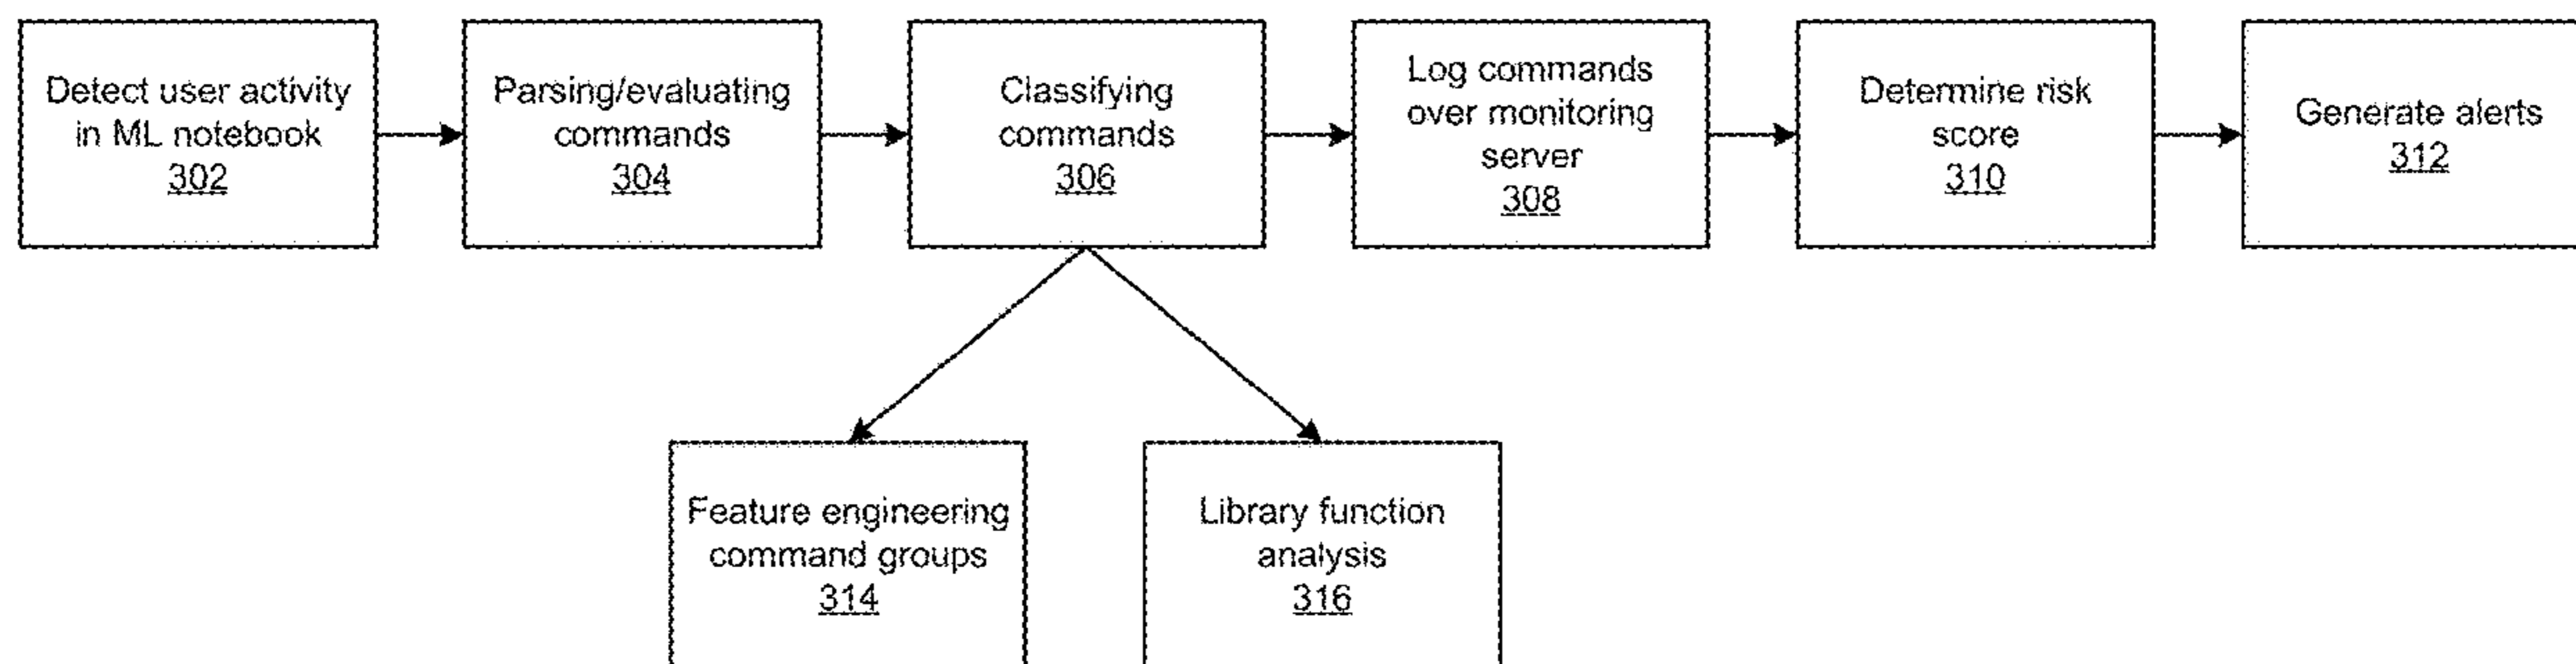 Detect user activity
in ML notebook
302
Parsing/evaluating
commands
304
Classifying
commands
306
Log commands
over monitoring
server
308
Determine risk
score
310
Generate alerts
312
Feature engineering
command groups
314
Library function
analysis
316